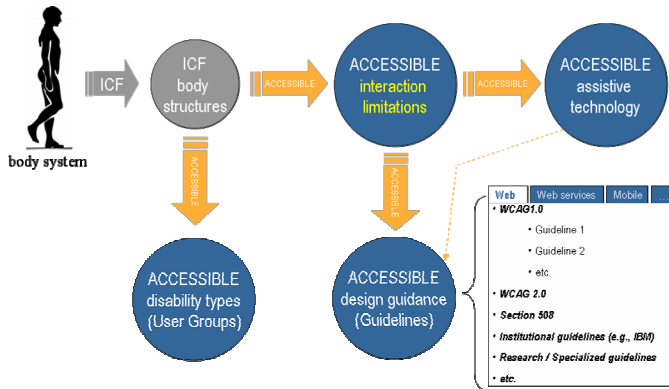 body system
ICF
ICF
body
structures
ACCESSIBLE
ACCESSIBLE
interaction
limitations
ACCESSIBLE
ACCESSIBLE
assistive
technology
ACCESSIBLE
ACCESSIBLE
ACCESSIBLE
disability types
{User Groups}
ACCESSIBLE
design guidance
{Guidelines}
Web Web services Mobile ...
• WCAG1.0
• Guideline 1
• Guideline 2
• etc.
• WCAG 2.0
• Section 508
• Institutional guidelines (e.g., IBM)
• Research / Specialized guidelines
• etc.